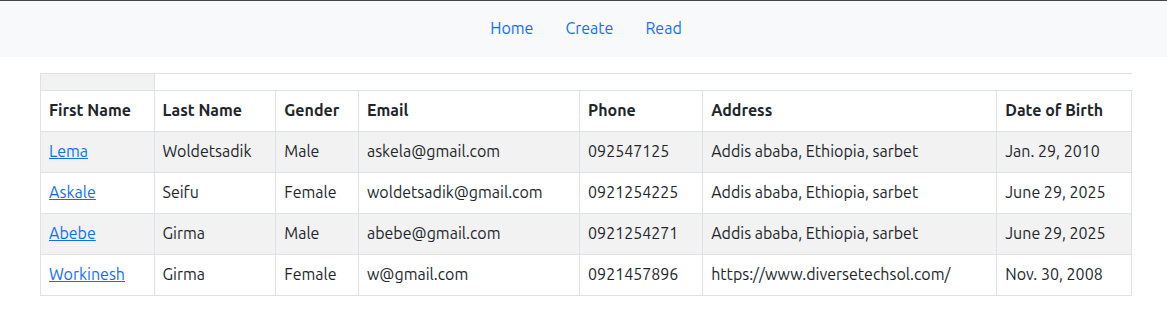 Home Create Read
First Name Last Name Gender Email Phone Address Date of Birth
Lema Woldetsadik Male askela@gmail.com 092547125 Addis ababa, Ethiopia, sarbet Jan. 29, 2010
Askale Seifu Female woldetsadik@gmail.com 0921254225 Addis ababa, Ethiopia, sarbet June 29, 2025
Abebe Girma Male abebe@gmail.com 0921254271 Addis ababa, Ethiopia, sarbet June 29, 2025
Workinesh Girma Female w@gmail.com 0921457896 https://www.diversetechsol.com/ Nov. 30, 2008